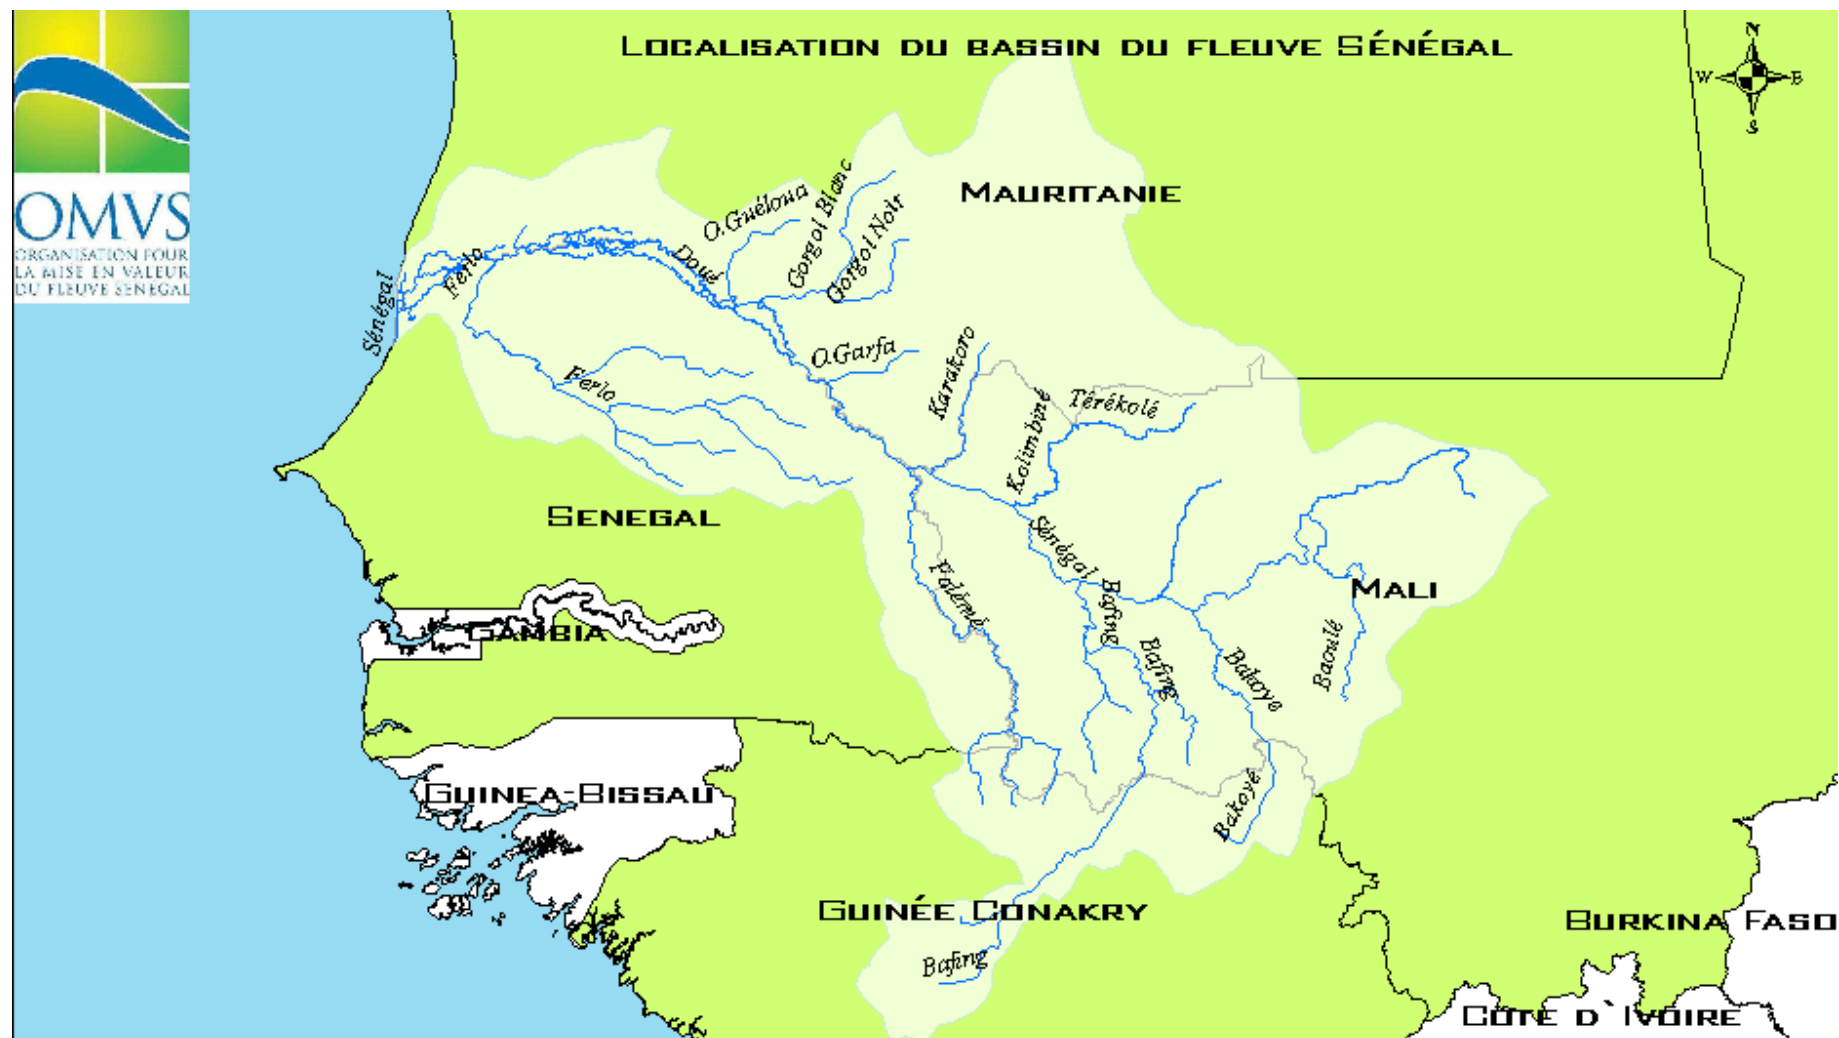 LOCALISATION DU BASSIN DU FLEUVE SÉNÉGAL
OMVS
ORGANISATION POUR
LA MISE EN VALEUR
DU FLEUVE SENEGAL
N
W
E
S
MAURITANIE
O.Guéloua
Gorgol Blanc
Gorgol Noir
Doué
Ferlo
Sénégal
O.Garfa
Karakoro
Kolimbiné
Térékolé
Ferlo
SENEGAL
Sénégal
Falémé
Bafing
Bafing
Bakoye
Baoulé
MALI
GAMBIA
GUINEA-BISSAU
Bakoyé
GUINÉE CONAKRY
Bafing
BURKINA FASO
COTE D`IVOIRE